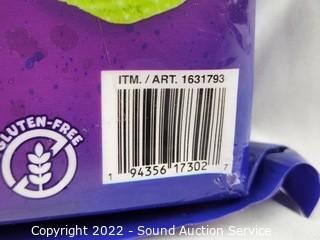 ITM. / ART. 1631793
GLUTEN-FREE
1 94356 17302 7
Copyright 2022 - Sound Auction Service